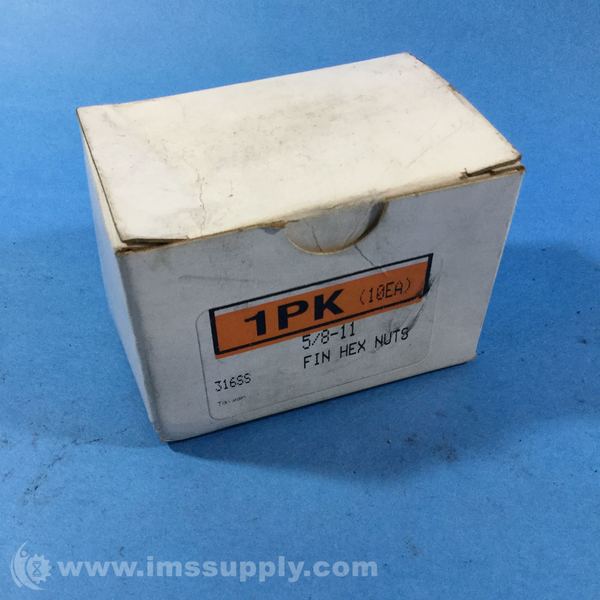 1PK (10EA)
5/8-11
FIN HEX NUTS
316SS
Taiwan
www.imssupply.com